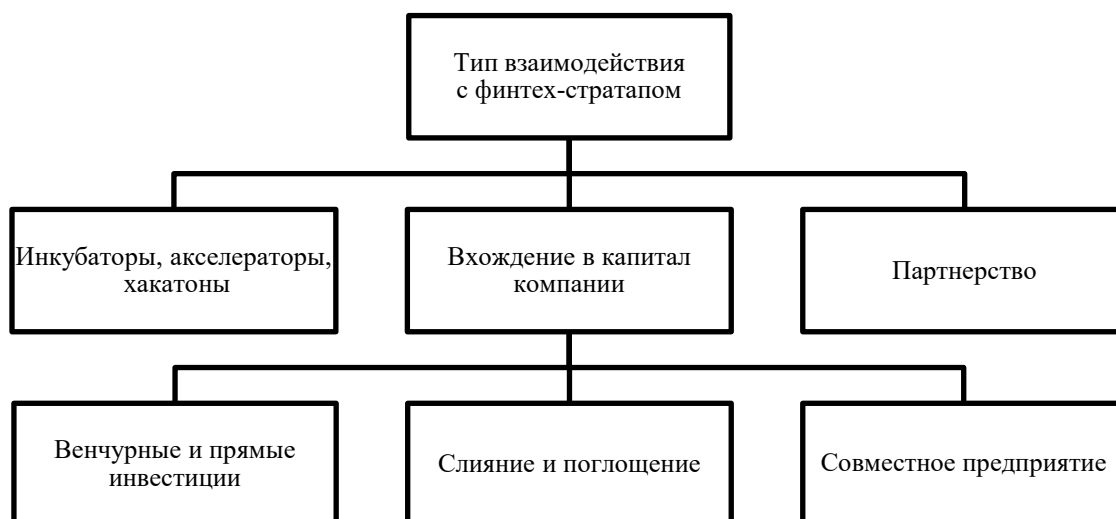 Тип взаимодействия
с финтех-стратапом
Инкубаторы, акселераторы,
хакатоны
Вхождение в капитал
компании
Партнерство
Венчурные и прямые
инвестиции
Слияние и поглощение
Совместное предприятие